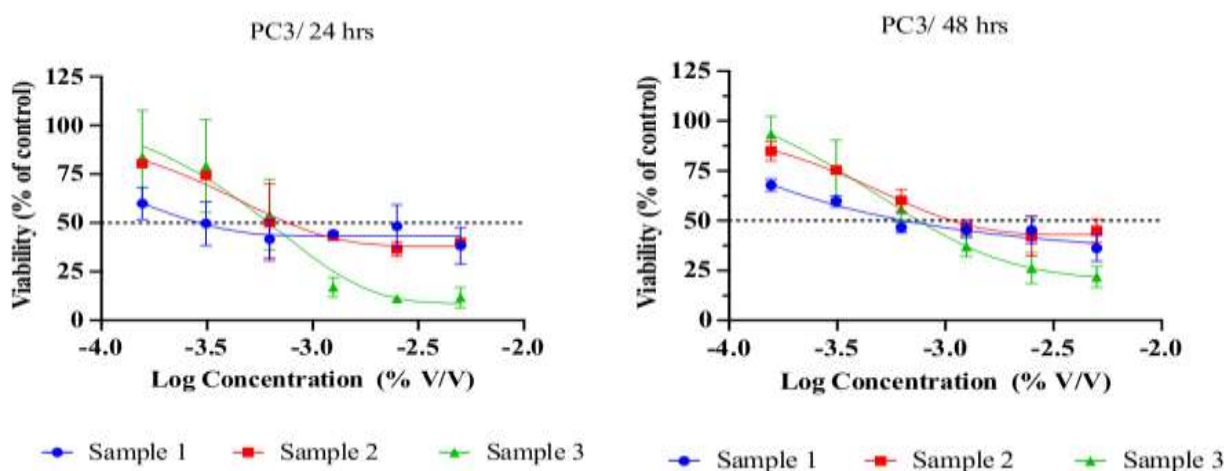 PC3/ 24 hrs
Viability (% of control)
125
100
75
50
25
0
-4.0 -3.5 -3.0 -2.5 -2.0
Log Concentration (% V/V)
Sample 1 Sample 2 Sample 3
PC3/ 48 hrs
Viability (% of control)
125
100
75
50
25
0
-4.0 -3.5 -3.0 -2.5 -2.0
Log Concentration (% V/V)
Sample 1 Sample 2 Sample 3